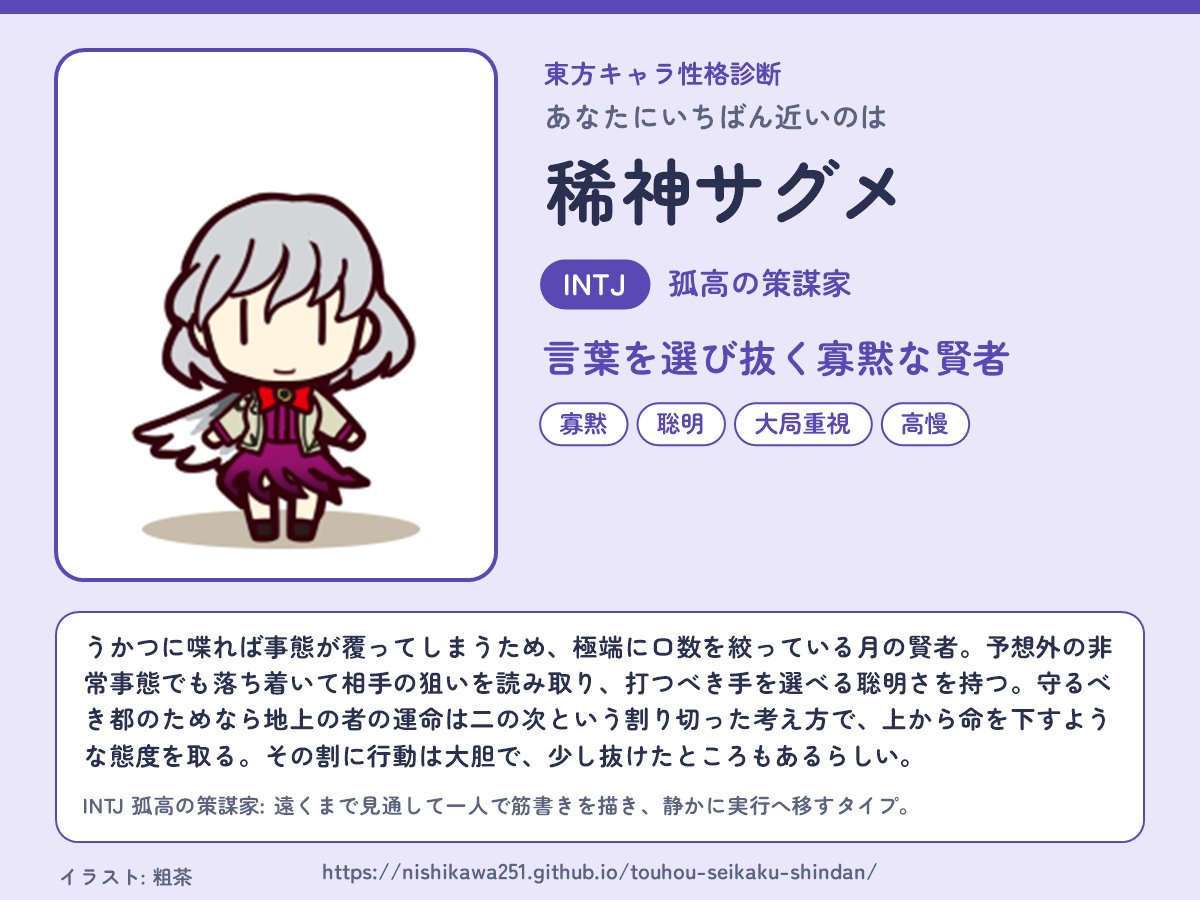 東方キャラ性格診断
あなたにいちばん近いのは
稀神サグメ
INTJ 孤高の策謀家
言葉を選び抜く寡黙な賢者
寡黙 聡明 大局重視 高慢
うかつに喋れば事態が覆ってしまうため、極端に口数を絞っている月の賢者。予想外の非
常事態でも落ち着いて相手の狙いを読み取り、打つべき手を選べる聡明さを持つ。守るべ
き都のためなら地上の者の運命は二の次という割り切った考え方で、上から命を下すよう
な態度を取る。その割に行動は大胆で、少し抜けたところもあるらしい。
INTJ 孤高の策謀家: 遠くまで見通して一人で筋書きを描き、静かに実行へ移すタイプ。
イラスト: 粗茶 https://nishikawa251.github.io/touhou-seikaku-shindan/